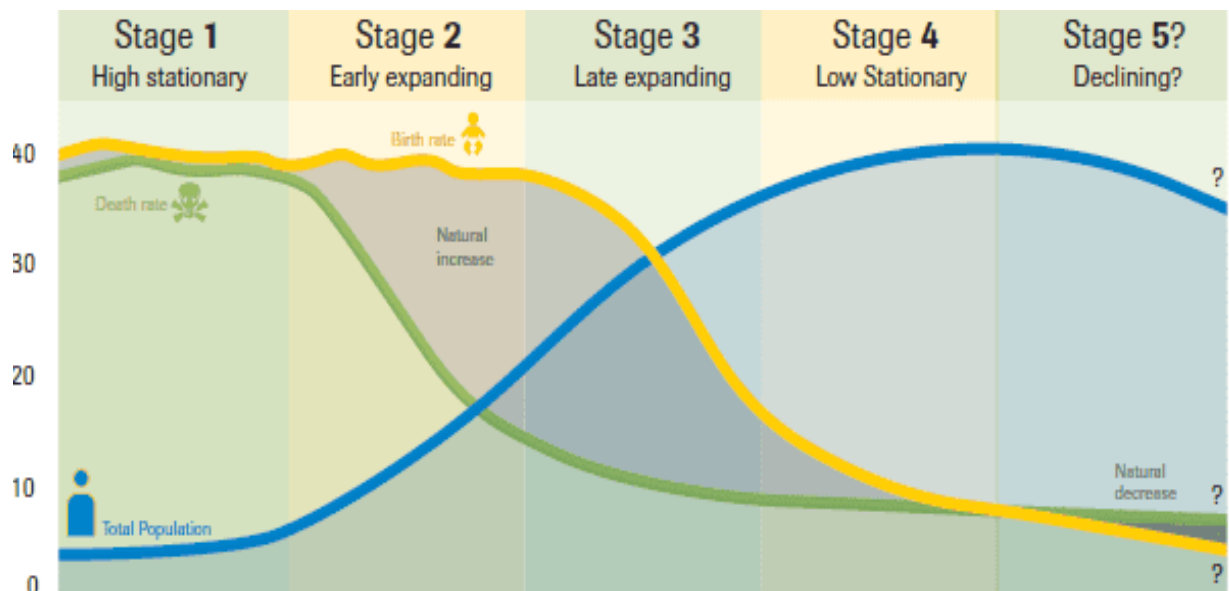 Stage 1
High stationary
Stage 2
Early expanding
Stage 3
Late expanding
Stage 4
Low Stationary
Stage 5?
Declining?
40
30
20
10
0
Birth rate
Death rate
Natural
increase
Total Population
Natural
decrease
?
?
?